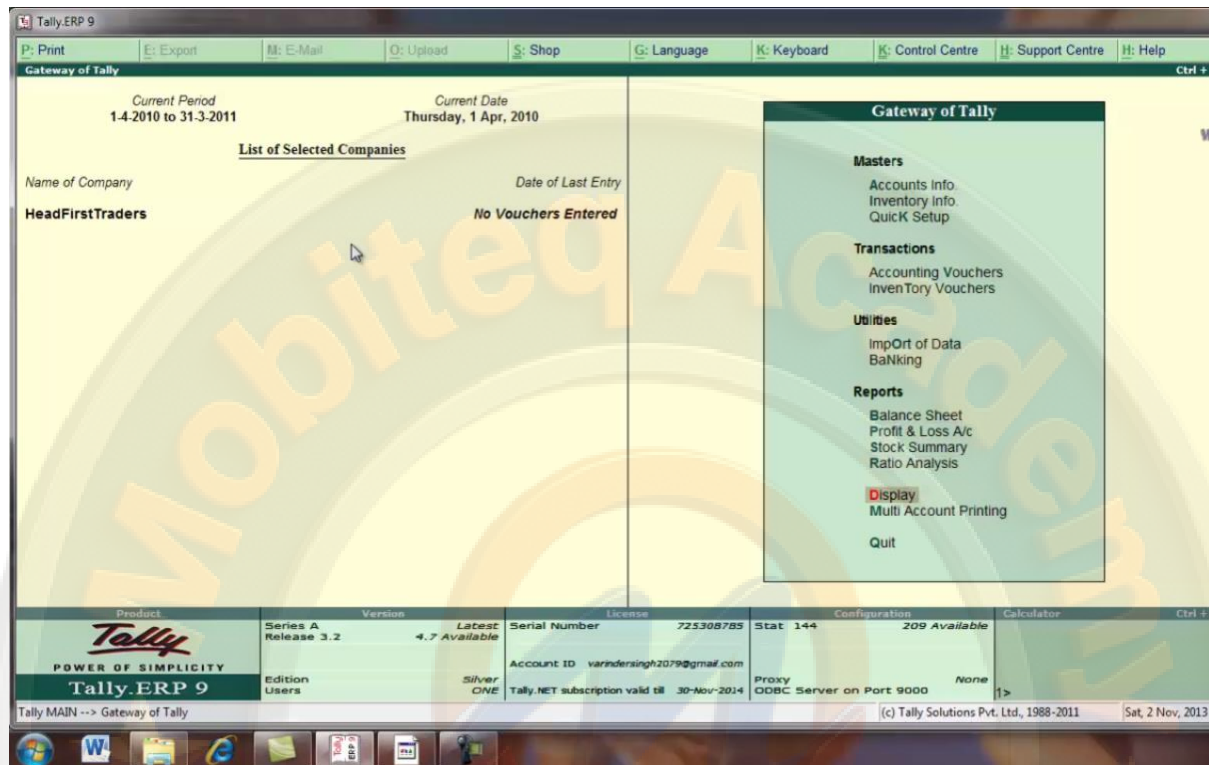 Tally.ERP 9
P: Print E: Export M: E-Mail O: Upload S: Shop G: Language K: Keyboard K: Control Centre H: Support Centre H: Help
Gateway of Tally Ctrl +
Current Period Current Date
1-4-2010 to 31-3-2011 Thursday, 1 Apr, 2010
List of Selected Companies
Name of Company Date of Last Entry
HeadFirstTraders No Vouchers Entered
Gateway of Tally
Masters
Accounts Info.
Inventory Info.
QuicK Setup
Transactions
Accounting Vouchers
InvenTory Vouchers
Utilities
ImpOrt of Data
BaNking
Reports
Balance Sheet
Profit & Loss A/c
Stock Summary
Ratio Analysis
Display
Multi Account Printing
Quit
Mobiteq Academy
Product Version License Configuration Calculator Ctrl +
Tally
POWER OF SIMPLICITY
Tally.ERP 9
Series A Latest
Release 3.2 4.7 Available
Edition Silver
Users ONE
Serial Number 725308785
Account ID varindersingh2079@gmail.com
Tally.NET subscription valid till 30-Nov-2014
Stat 144 209 Available
Proxy None
ODBC Server on Port 9000
1>
Tally MAIN --> Gateway of Tally (c) Tally Solutions Pvt. Ltd., 1988-2011 Sat, 2 Nov, 2013